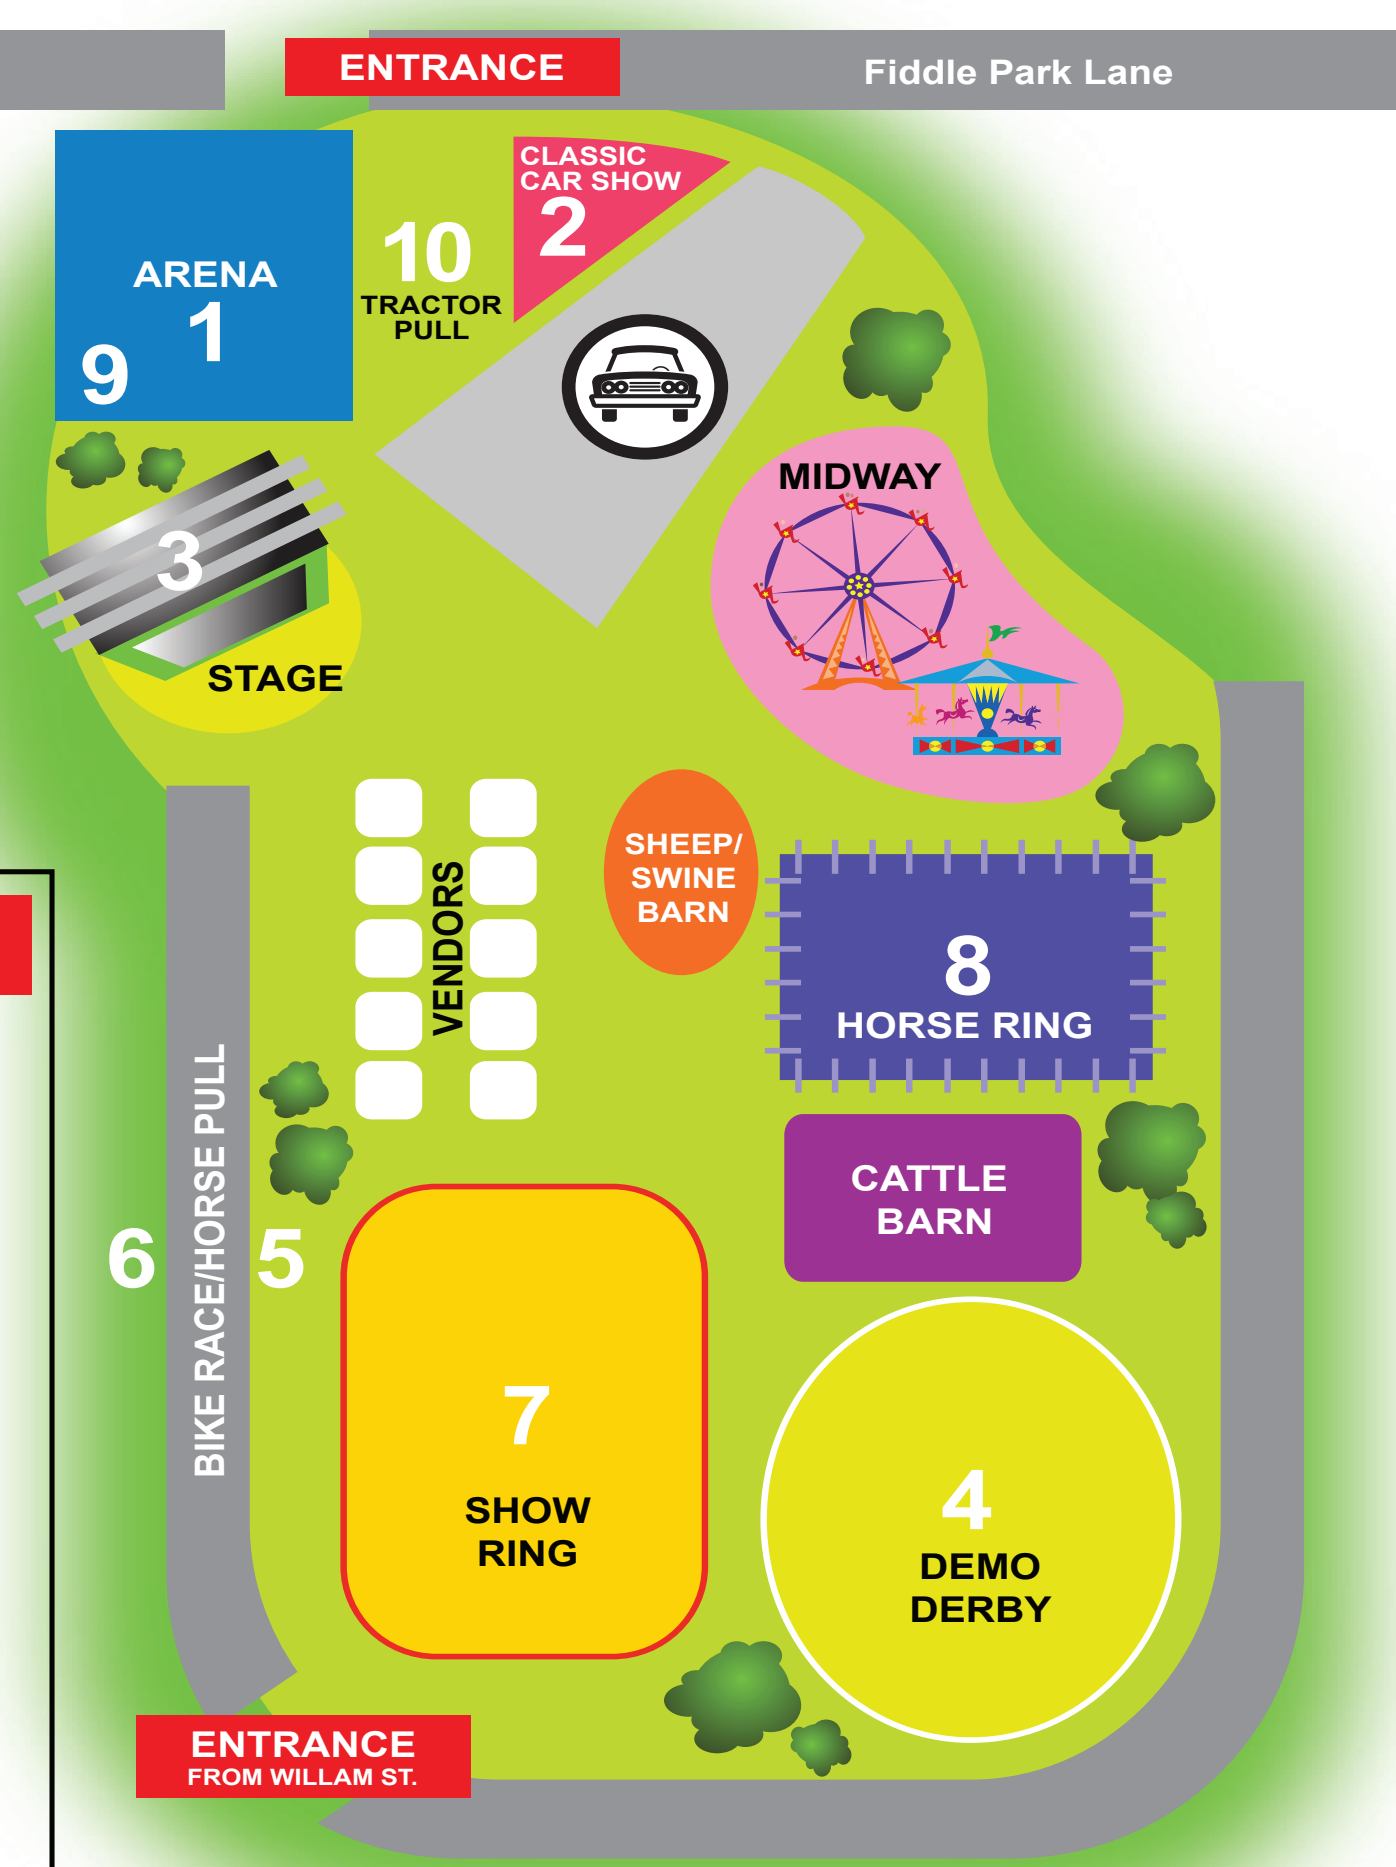 ENTRANCE
Fiddle Park Lane
CLASSIC
CAR SHOW
2
10
TRACTOR
PULL
ARENA
1
9
3
STAGE
MIDWAY
VENDORS
SHEEP/
SWINE
BARN
8
HORSE RING
CATTLE
BARN
BIKE RACE/HORSE PULL
6
5
7
SHOW
RING
4
DEMO
DERBY
ENTRANCE
FROM WILLAM ST.